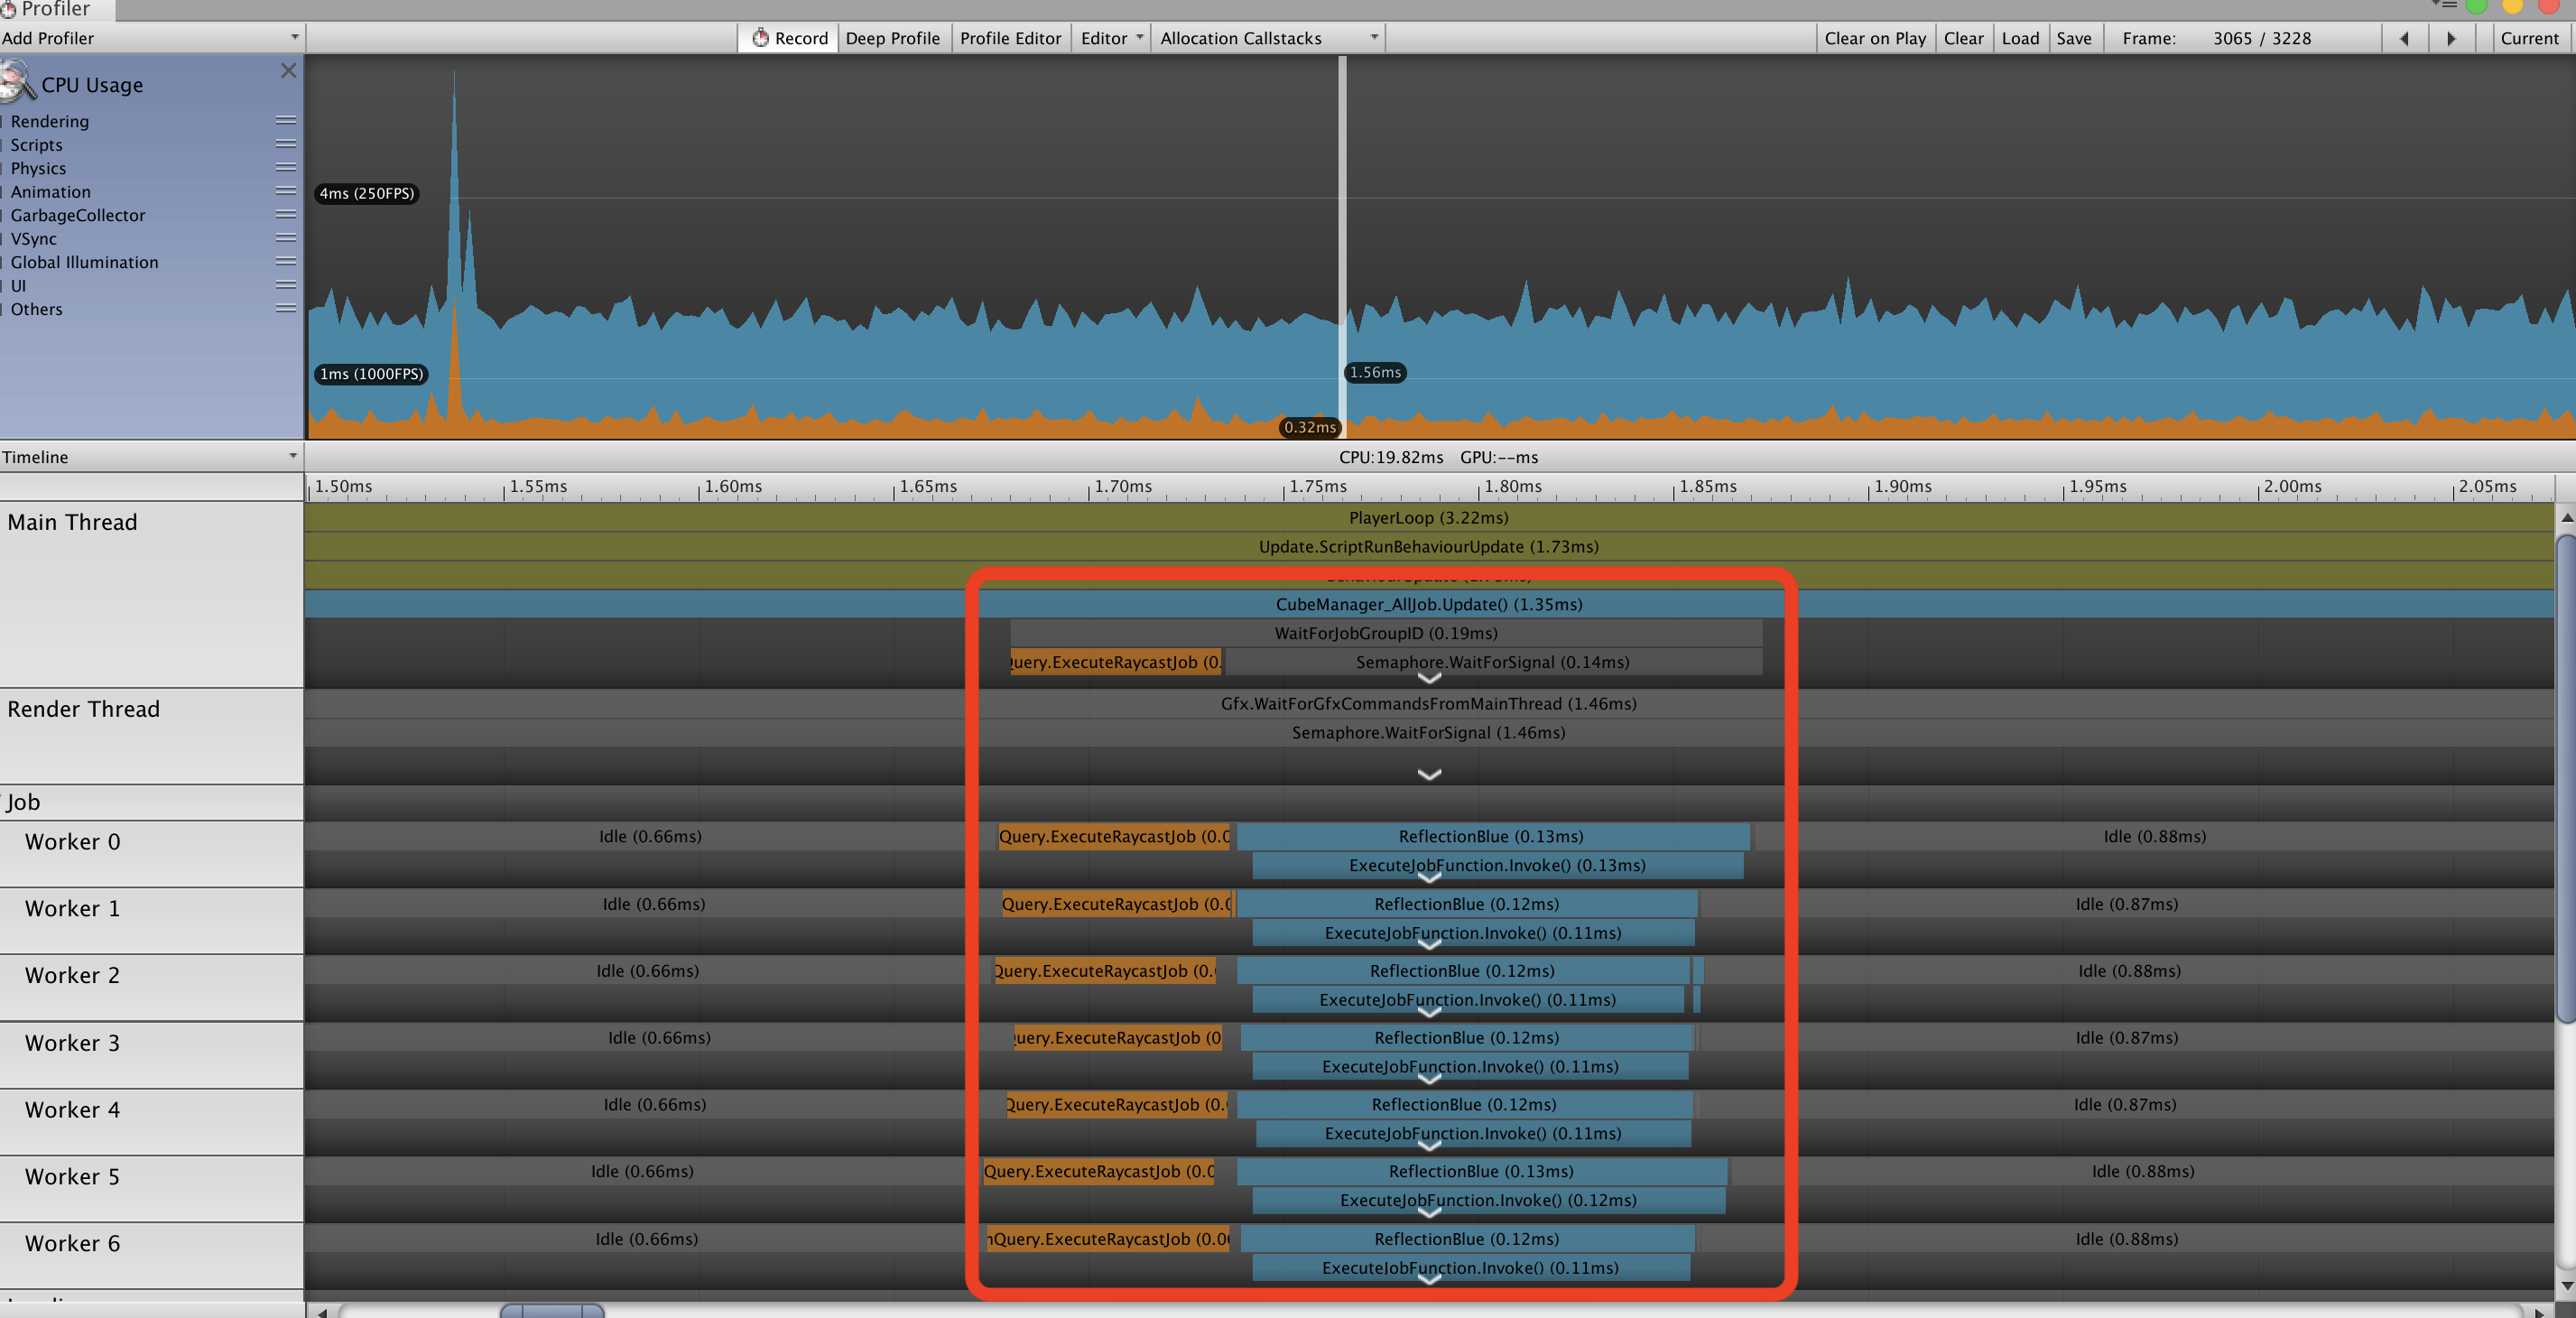 Profiler
Add Profiler Record Deep Profile Profile Editor Editor Allocation Callstacks Clear on Play Clear Load Save Frame: 3065 / 3228 Current
CPU Usage
Rendering
Scripts
Physics
Animation
GarbageCollector
VSync
Global Illumination
UI
Others
4ms (250FPS)
1ms (1000FPS)
1.56ms
0.32ms
Timeline CPU:19.82ms GPU:--ms
1.50ms 1.55ms 1.60ms 1.65ms 1.70ms 1.75ms 1.80ms 1.85ms 1.90ms 1.95ms 2.00ms 2.05ms
Main Thread
PlayerLoop (3.22ms)
Update.ScriptRunBehaviourUpdate (1.73ms)
CubeManager_AllJob.Update() (1.35ms)
WaitForJobGroupID (0.19ms)
Query.ExecuteRaycastJob (0. Semaphore.WaitForSignal (0.14ms)
Render Thread
Gfx.WaitForGfxCommandsFromMainThread (1.46ms)
Semaphore.WaitForSignal (1.46ms)
Job
Worker 0 Idle (0.66ms) Query.ExecuteRaycastJob (0.0 ReflectionBlue (0.13ms) Idle (0.88ms)
ExecuteJobFunction.Invoke() (0.13ms)
Worker 1 Idle (0.66ms) Query.ExecuteRaycastJob (0.0 ReflectionBlue (0.12ms) Idle (0.87ms)
ExecuteJobFunction.Invoke() (0.11ms)
Worker 2 Idle (0.66ms) Query.ExecuteRaycastJob (0. ReflectionBlue (0.12ms) Idle (0.88ms)
ExecuteJobFunction.Invoke() (0.11ms)
Worker 3 Idle (0.66ms) uery.ExecuteRaycastJob (0 ReflectionBlue (0.12ms) Idle (0.87ms)
ExecuteJobFunction.Invoke() (0.11ms)
Worker 4 Idle (0.66ms) Query.ExecuteRaycastJob (0. ReflectionBlue (0.12ms) Idle (0.87ms)
ExecuteJobFunction.Invoke() (0.11ms)
Worker 5 Idle (0.66ms) Query.ExecuteRaycastJob (0.0 ReflectionBlue (0.13ms) Idle (0.88ms)
ExecuteJobFunction.Invoke() (0.12ms)
Worker 6 Idle (0.66ms) Query.ExecuteRaycastJob (0.0 ReflectionBlue (0.12ms) Idle (0.88ms)
ExecuteJobFunction.Invoke() (0.11ms)